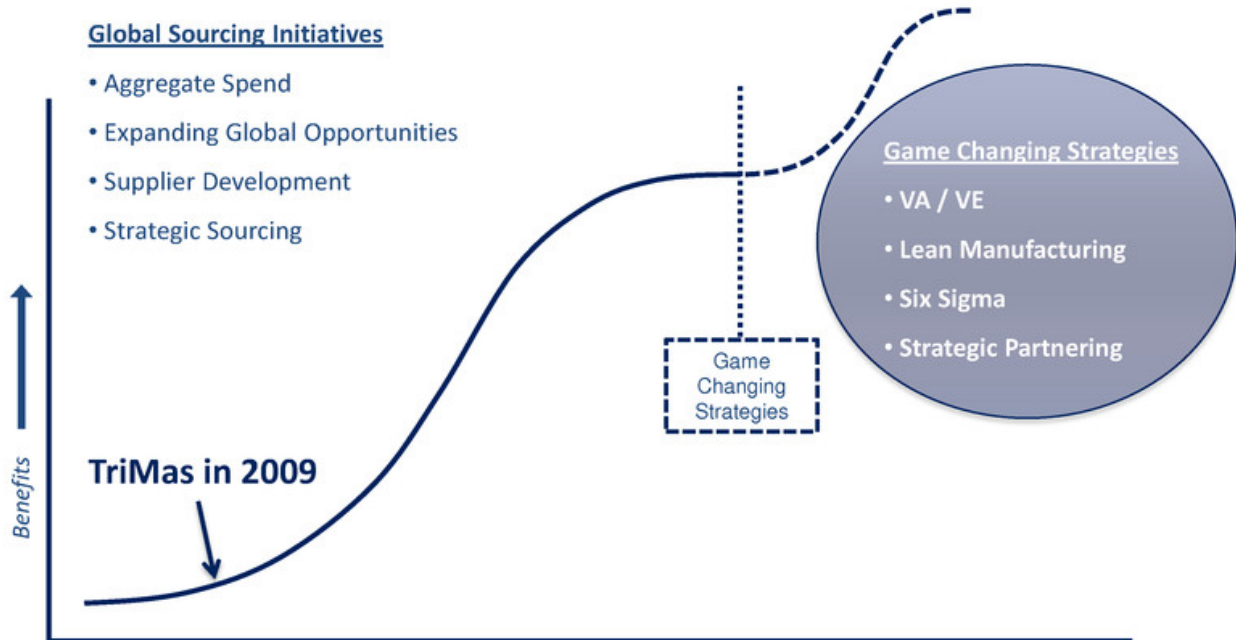 Global Sourcing Initiatives
• Aggregate Spend
• Expanding Global Opportunities
• Supplier Development
• Strategic Sourcing
Game Changing Strategies
• VA / VE
• Lean Manufacturing
• Six Sigma
• Strategic Partnering
Game
Changing
Strategies
TriMas in 2009
Benefits